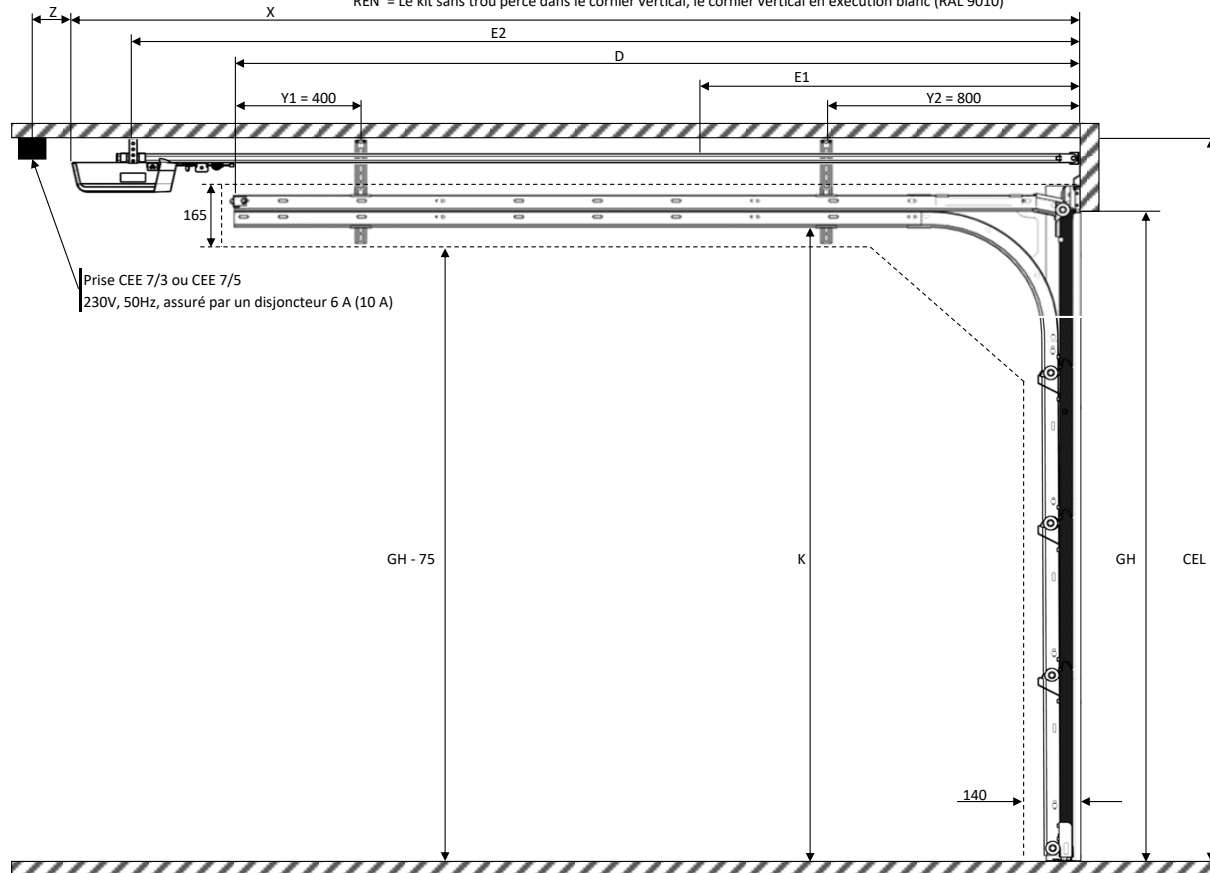 REN = Le kit sans trou percé dans le cornier vertical, le cornier vertical en exécution blanc (RAL 9010)
Z
X
E2
D
E1
Y1 = 400
Y2 = 800
165
Prise CEE 7/3 ou CEE 7/5
230V, 50Hz, assuré par un disjoncteur 6 A (10 A)
GH - 75
K
GH
CEL
140